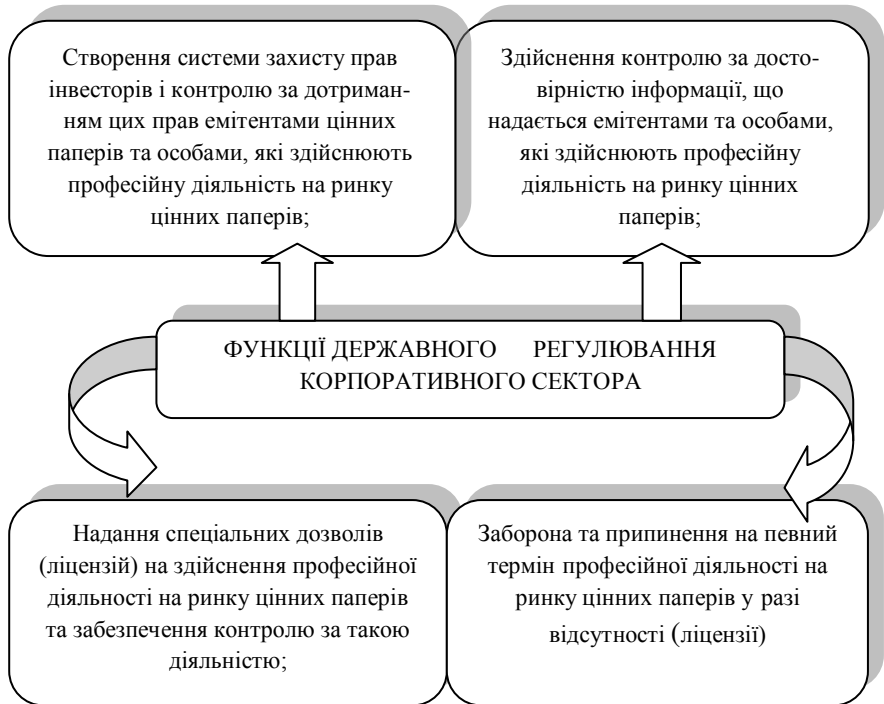 Створення системи захисту прав
інвесторів і контролю за дотриман-
ням цих прав емітентами цінних
паперів та особами, які здійснюють
професійну діяльність на ринку
цінних паперів;
Здійснення контролю за досто-
вірністю інформації, що
надається емітентами та особами,
які здійснюють професійну
діяльність на ринку цінних
паперів;
ФУНКЦІЇ ДЕРЖАВНОГО РЕГУЛЮВАННЯ
КОРПОРАТИВНОГО СЕКТОРА
Надання спеціальних дозволів
(ліцензій) на здійснення професійної
діяльності на ринку цінних паперів
та забезпечення контролю за такою
діяльністю;
Заборона та припинення на певний
термін професійної діяльності на
ринку цінних паперів у разі
відсутності (ліцензії)